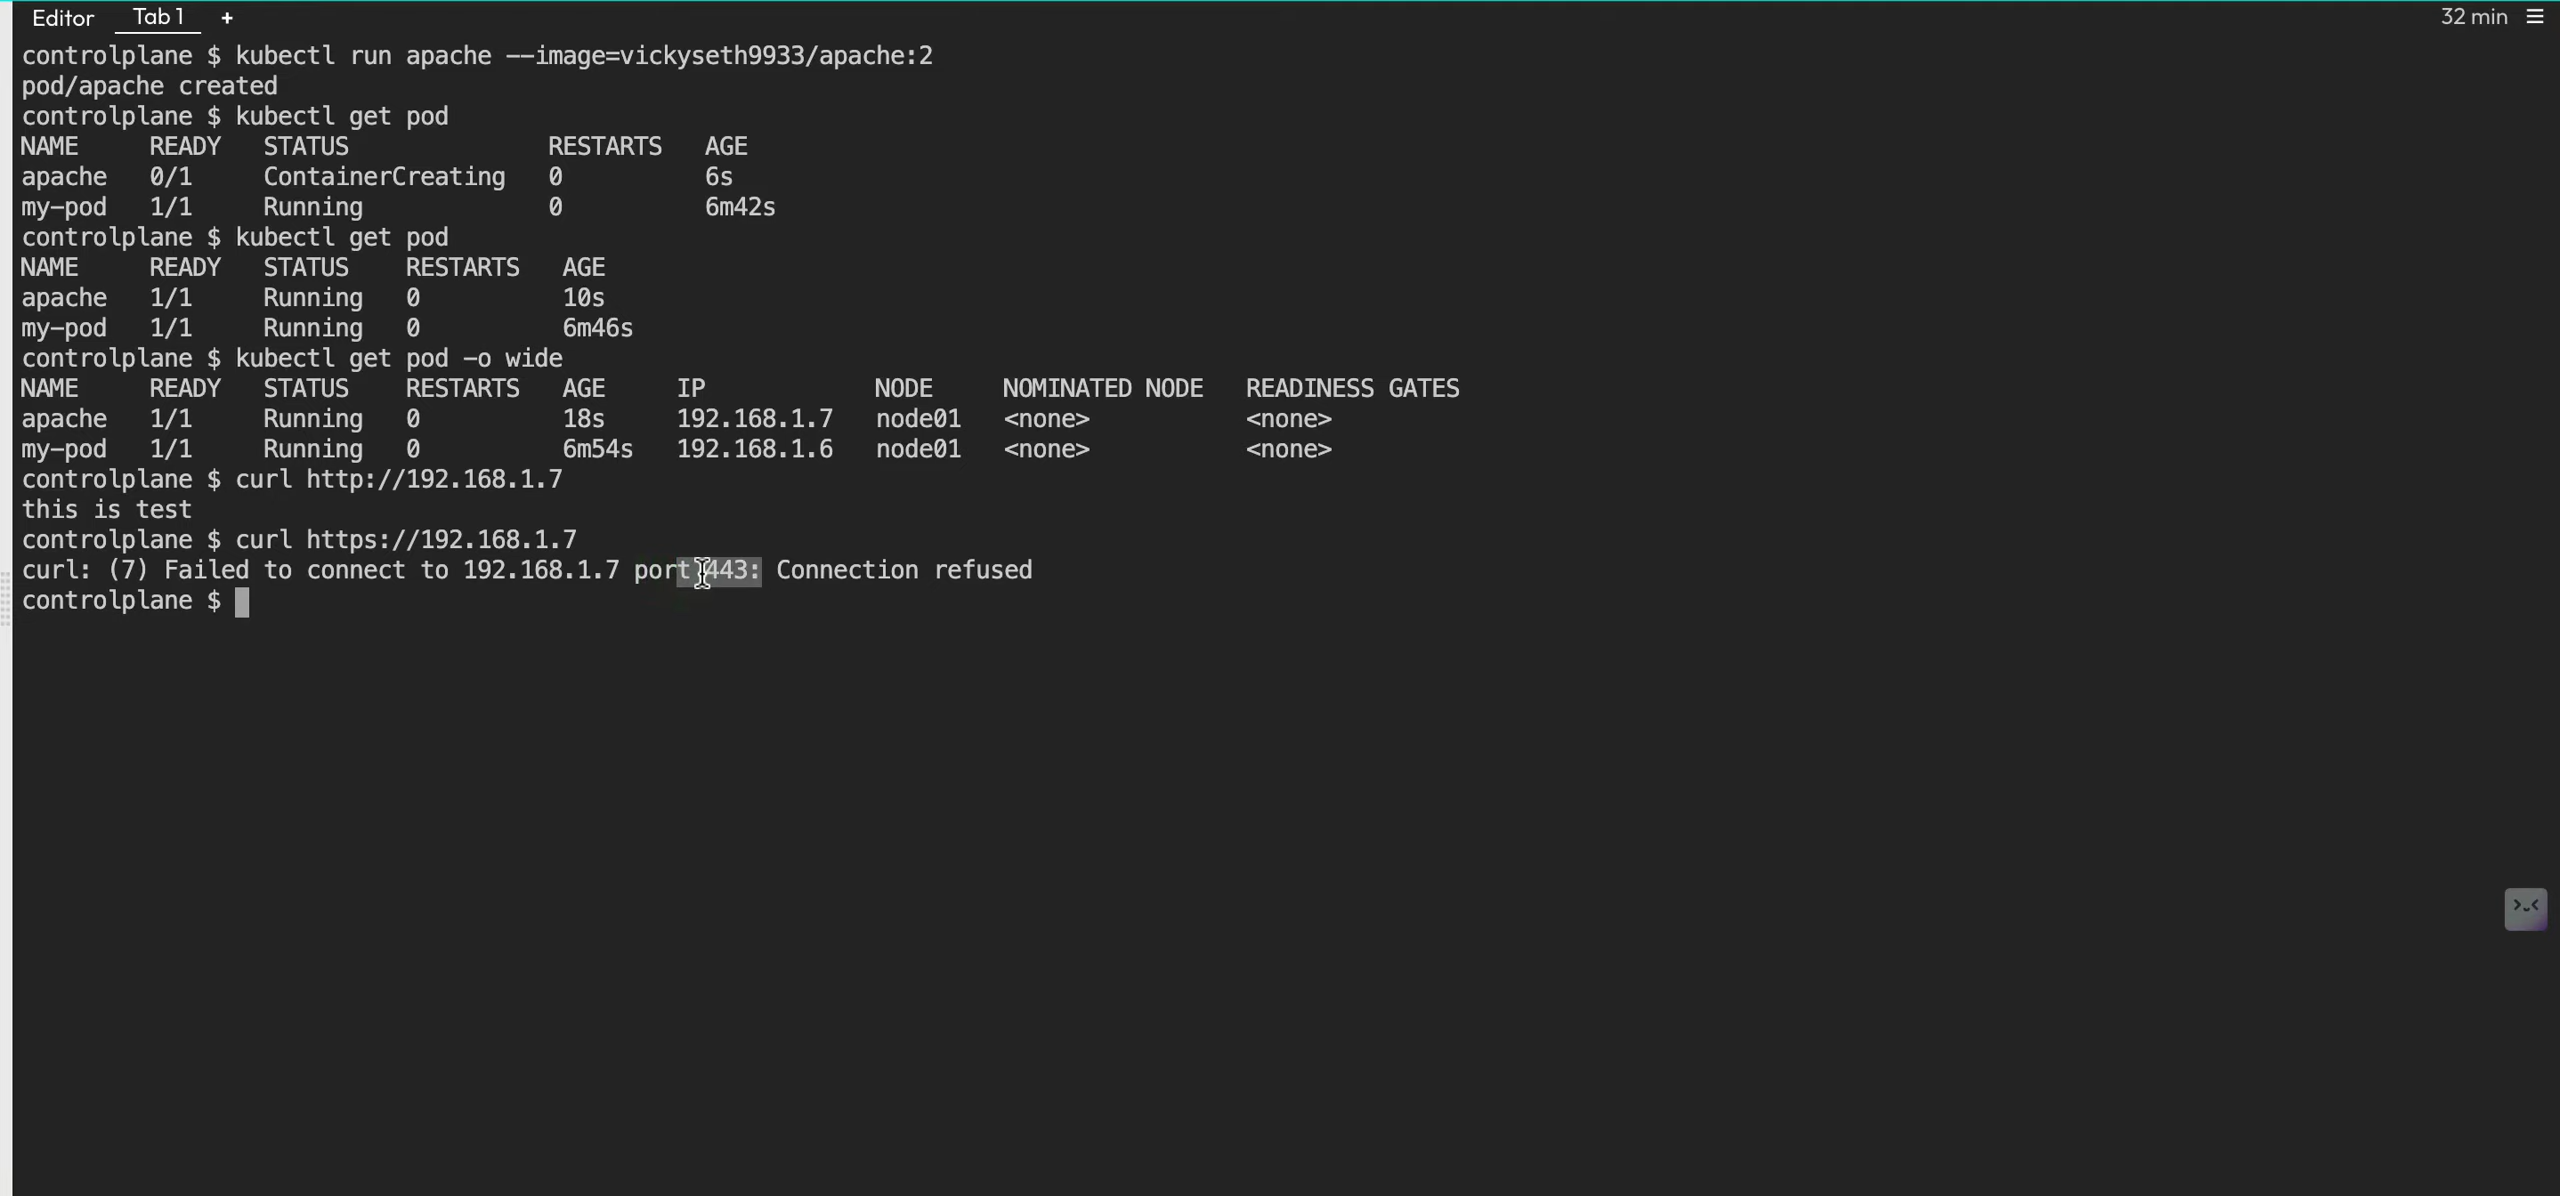 Editor Tab 1 + 32 min
controlplane $ kubectl run apache --image=vickyseth9933/apache:2
pod/apache created
controlplane $ kubectl get pod
NAME READY STATUS RESTARTS AGE
apache 0/1 ContainerCreating 0 6s
my-pod 1/1 Running 0 6m42s
controlplane $ kubectl get pod
NAME READY STATUS RESTARTS AGE
apache 1/1 Running 0 10s
my-pod 1/1 Running 0 6m46s
controlplane $ kubectl get pod -o wide
NAME READY STATUS RESTARTS AGE IP NODE NOMINATED NODE READINESS GATES
apache 1/1 Running 0 18s 192.168.1.7 node01 <none> <none>
my-pod 1/1 Running 0 6m54s 192.168.1.6 node01 <none> <none>
controlplane $ curl http://192.168.1.7
this is test
controlplane $ curl https://192.168.1.7
curl: (7) Failed to connect to 192.168.1.7 port 443: Connection refused
controlplane $